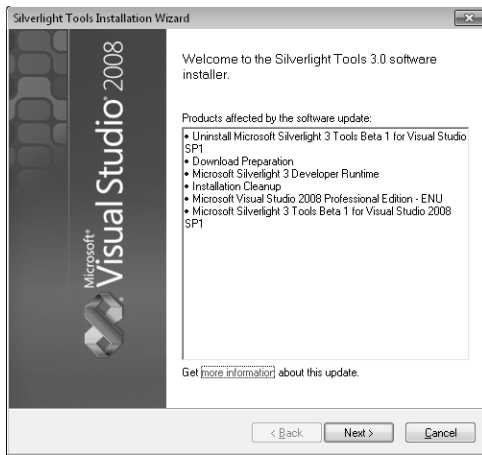 Silverlight Tools Installation Wizard
Microsoft®
Visual Studio® 2008
Welcome to the Silverlight Tools 3.0 software
installer.
Products affected by the software update:
• Uninstall Microsoft Silverlight 3 Tools Beta 1 for Visual Studio
SP1
• Download Preparation
• Microsoft Silverlight 3 Developer Runtime
• Installation Cleanup
• Microsoft Visual Studio 2008 Professional Edition - ENU
• Microsoft Silverlight 3 Tools Beta 1 for Visual Studio 2008
SP1
Get more information about this update.
< Back
Next >
Cancel